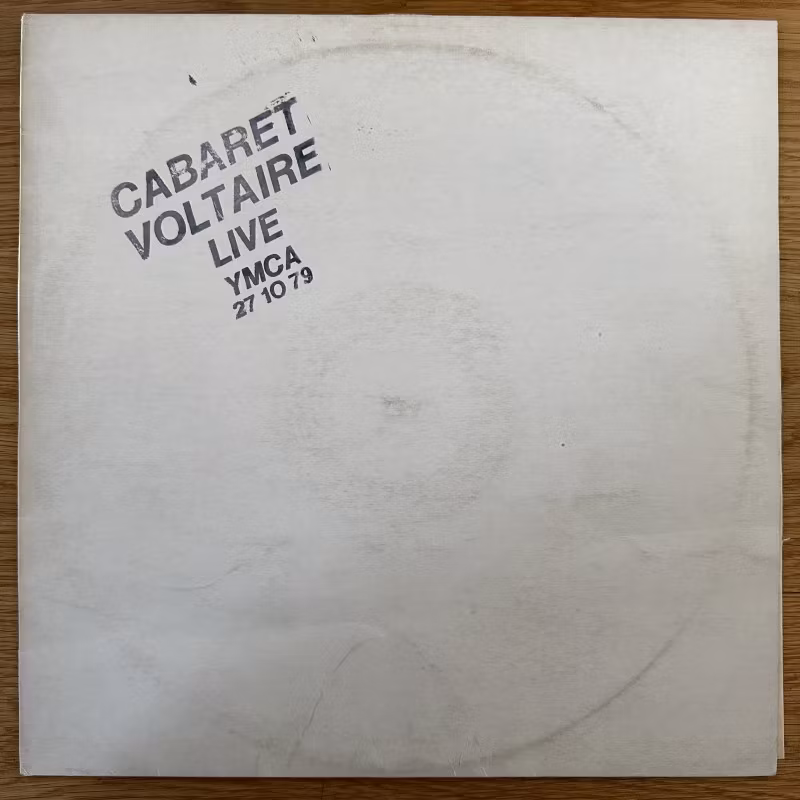 CABARET
VOLTAIRE
LIVE
YMCA
27 10 79